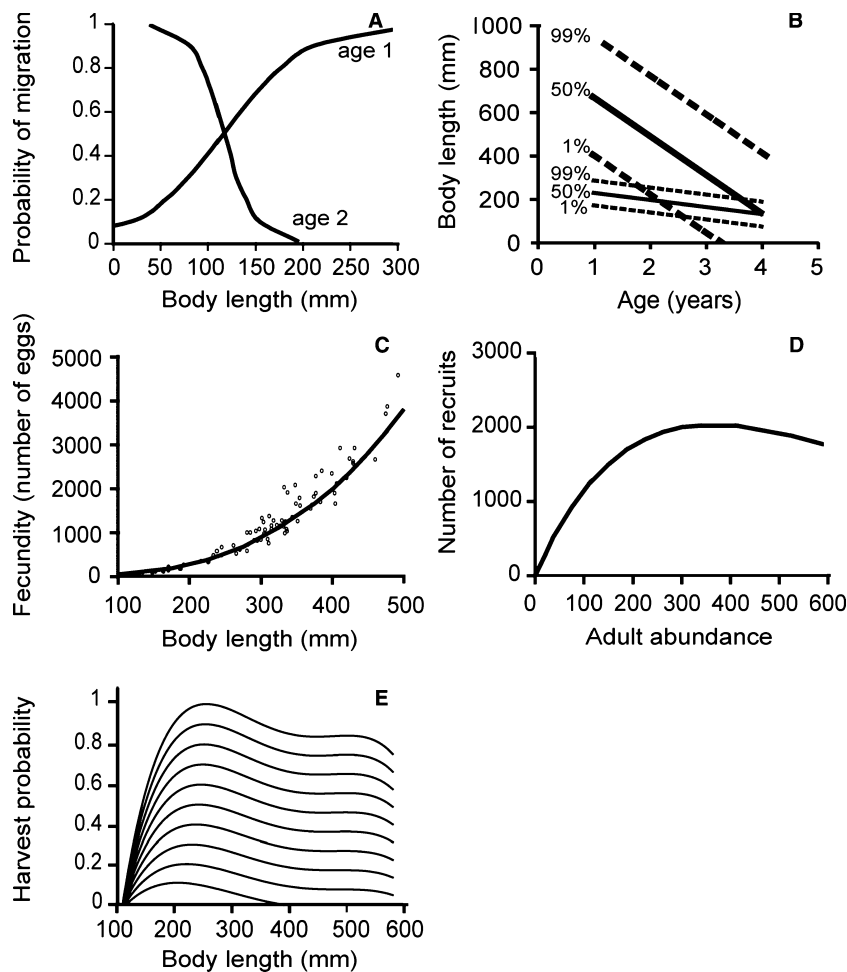 A
Probability of migration
1
0.8
0.6
0.4
0.2
0
age 1
age 2
0 50 100 150 200 250 300
Body length (mm)
B
Body length (mm)
1000
800
600
400
200
0
99%
50%
1%
99%
50%
1%
0 1 2 3 4 5
Age (years)
C
Fecundity (number of eggs)
5000
4000
3000
2000
1000
0
100 200 300 400 500
Body length (mm)
D
Number of recruits
3000
2000
1000
0
0 100 200 300 400 500 600
Adult abundance
E
Harvest probability
1
0.8
0.6
0.4
0.2
0
100 200 300 400 500 600
Body length (mm)